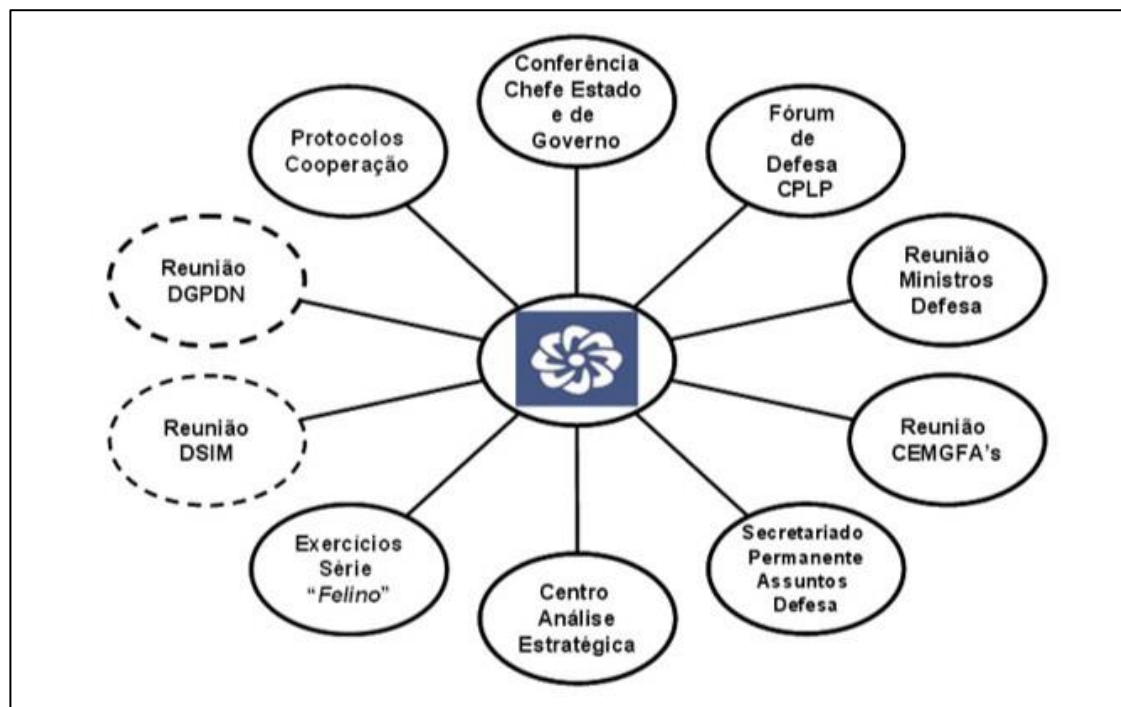 Conferência
Chefe Estado
e de
Governo
Fórum
de
Defesa
CPLP
Reunião
Ministros
Defesa
Reunião
CEMGFA's
Secretariado
Permanente
Assuntos
Defesa
Centro
Análise
Estratégica
Exercícios
Série
“Felino”
Reunião
DSIM
Reunião
DGPDN
Protocolos
Cooperação